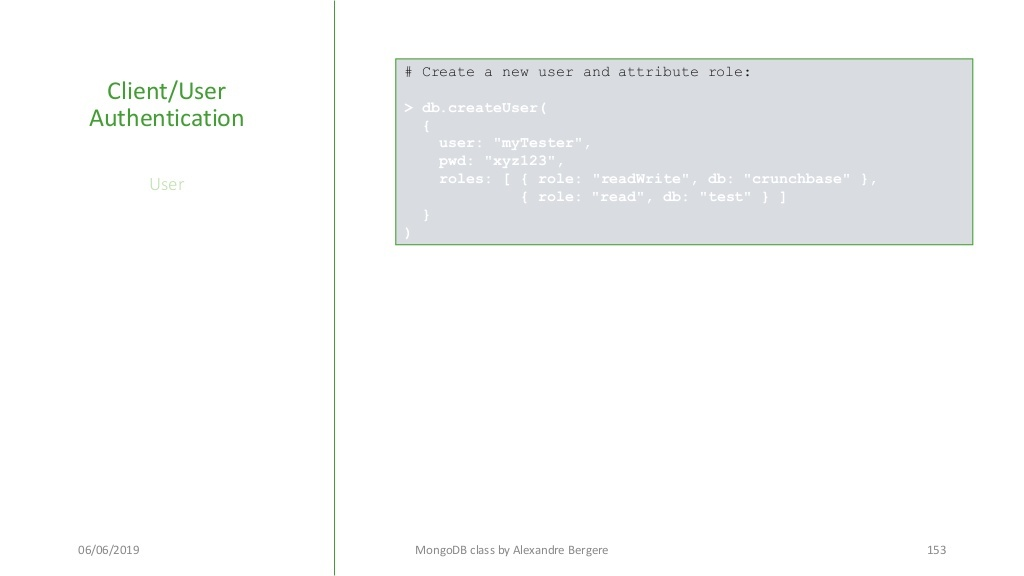 Client/User
Authentication
User
# Create a new user and attribute role:
> db.createUser(
{
user: "myTester",
pwd: "xyz123",
roles: [ { role: "readWrite", db: "crunchbase" },
{ role: "read", db: "test" } ]
}
)
06/06/2019
MongoDB class by Alexandre Bergere
153